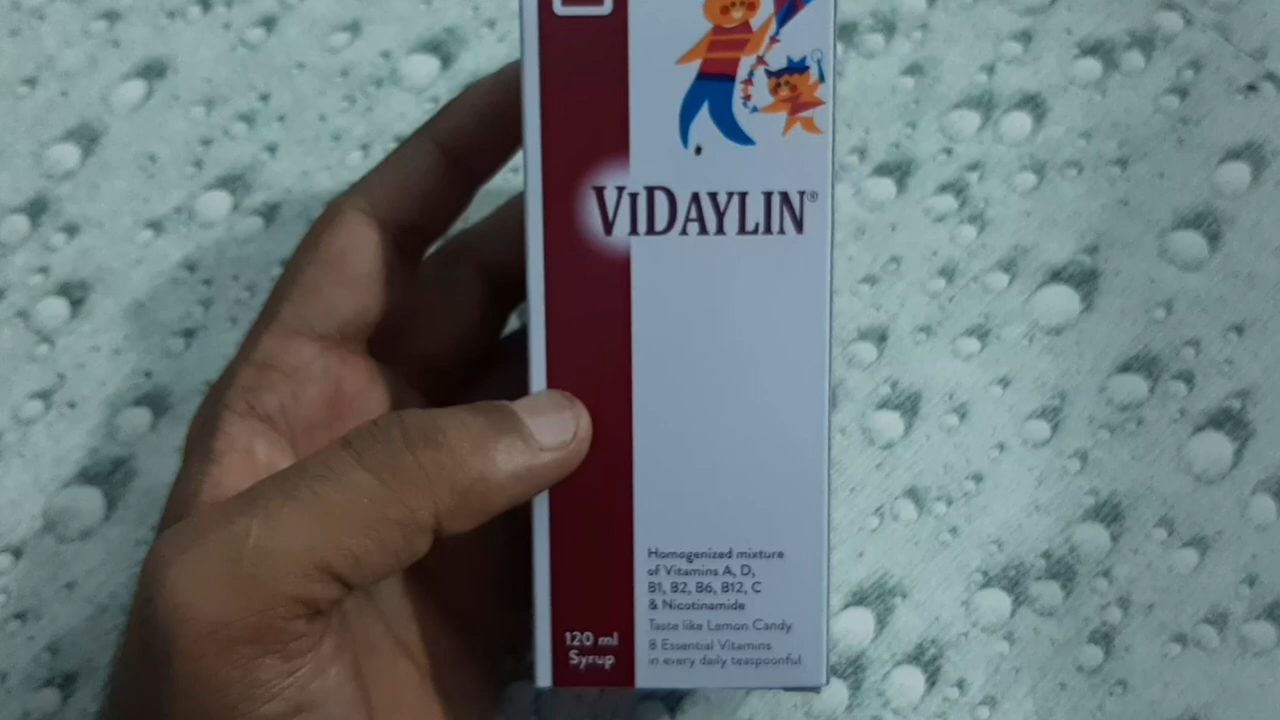 ViDAYLIN®
Homogenized mixture
of Vitamins A, D,
B1, B2, B6, B12, C
& Nicotinamide
Taste like Lemon Candy
8 Essential Vitamins
in every daily teaspoonful
120 ml
Syrup